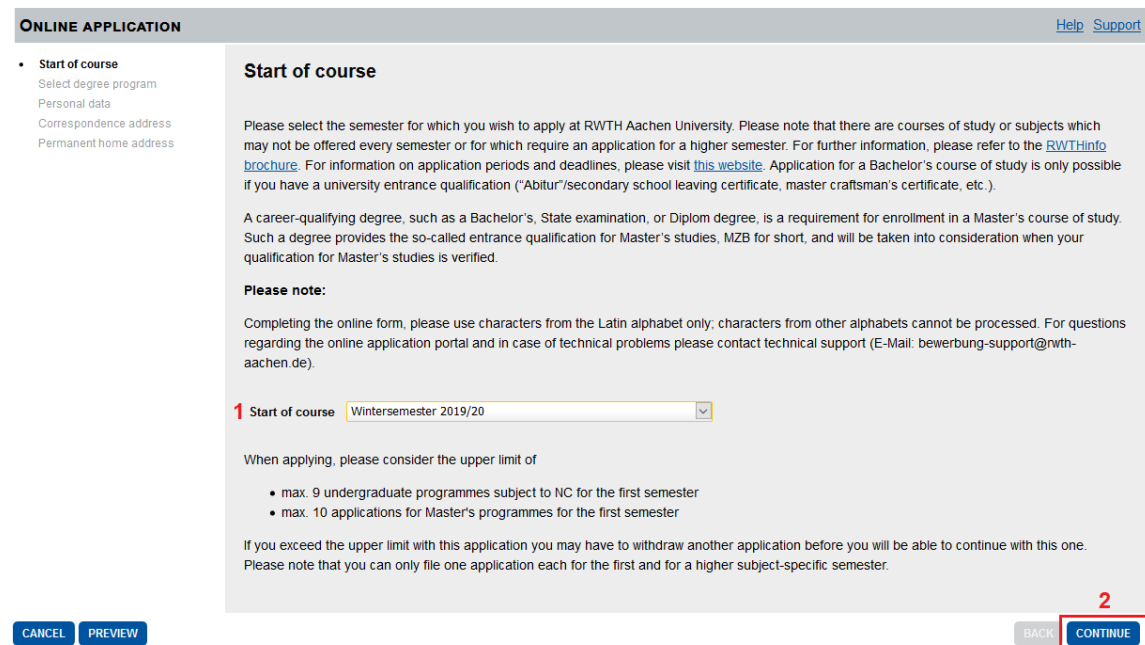 ONLINE APPLICATION
Help Support
• Start of course
Select degree program
Personal data
Correspondence address
Permanent home address
Start of course
Please select the semester for which you wish to apply at RWTH Aachen University. Please note that there are courses of study or subjects which
may not be offered every semester or for which require an application for a higher semester. For further information, please refer to the RWTHinfo
brochure. For information on application periods and deadlines, please visit this website. Application for a Bachelor's course of study is only possible
if you have a university entrance qualification (“Abitur”/secondary school leaving certificate, master craftsman's certificate, etc.).
A career-qualifying degree, such as a Bachelor's, State examination, or Diplom degree, is a requirement for enrollment in a Master's course of study.
Such a degree provides the so-called entrance qualification for Master's studies, MZB for short, and will be taken into consideration when your
qualification for Master's studies is verified.
Please note:
Completing the online form, please use characters from the Latin alphabet only; characters from other alphabets cannot be processed. For questions
regarding the online application portal and in case of technical problems please contact technical support (E-Mail: bewerbung-support@rwth-
aachen.de).
1 Start of course Wintersemester 2019/20
When applying, please consider the upper limit of
• max. 9 undergraduate programmes subject to NC for the first semester
• max. 10 applications for Master's programmes for the first semester
If you exceed the upper limit with this application you may have to withdraw another application before you will be able to continue with this one.
Please note that you can only file one application each for the first and for a higher subject-specific semester.
2
CANCEL PREVIEW BACK CONTINUE